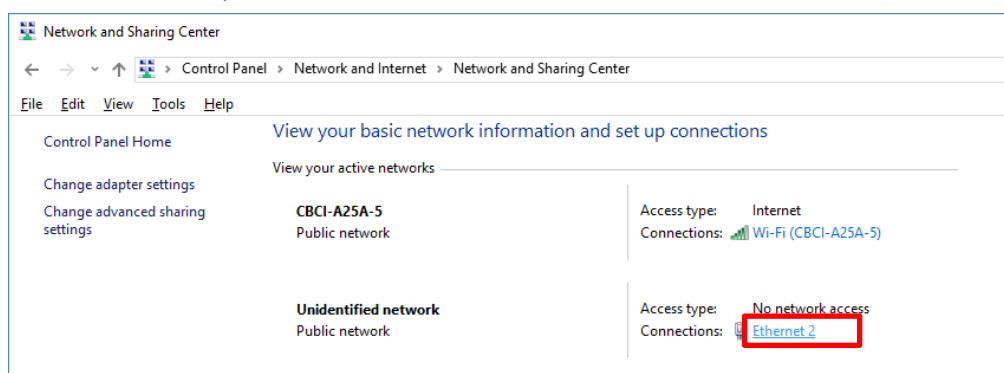 Network and Sharing Center
Control Panel > Network and Internet > Network and Sharing Center
File Edit View Tools Help
Control Panel Home
Change adapter settings
Change advanced sharing
settings
View your basic network information and set up connections
View your active networks
CBCI-A25A-5
Public network
Access type: Internet
Connections: Wi-Fi (CBCI-A25A-5)
Unidentified network
Public network
Access type: No network access
Connections: Ethernet 2